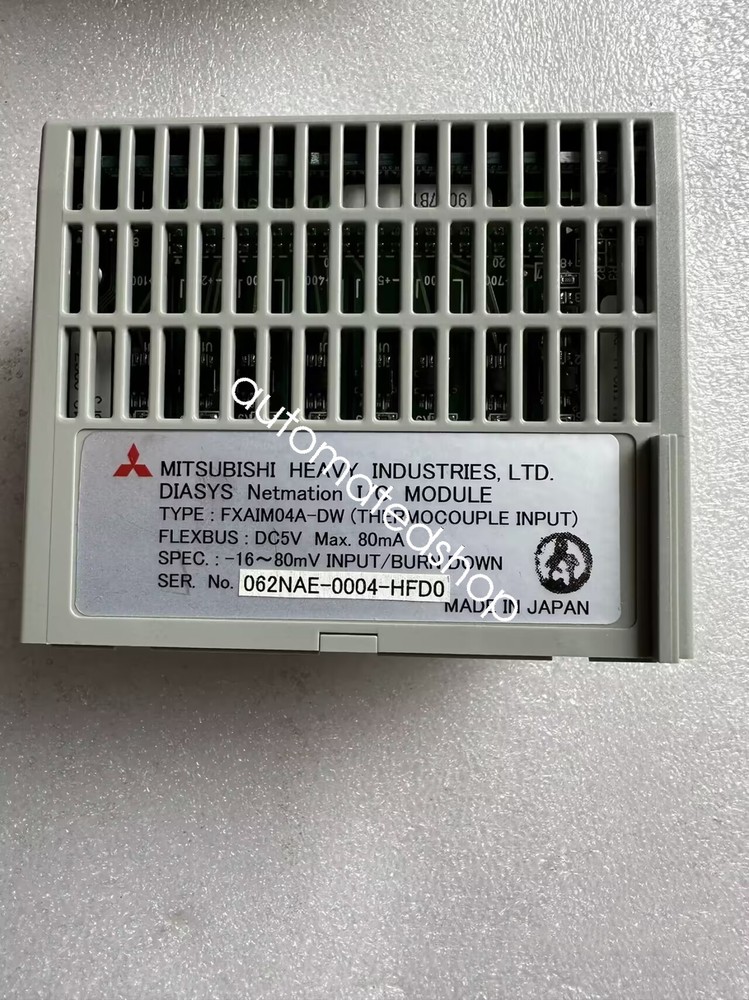 MITSUBISHI HEAVY INDUSTRIES, LTD.
DIASYS Netmation I/O MODULE
TYPE : FXAIM04A-DW (THERMOCOUPLE INPUT)
FLEXBUS : DC5V Max. 80mA
SPEC. : -16～80mV INPUT/BURN DOWN
SER. No. 062NAE-0004-HFD0
MADE IN JAPAN
automatedshop